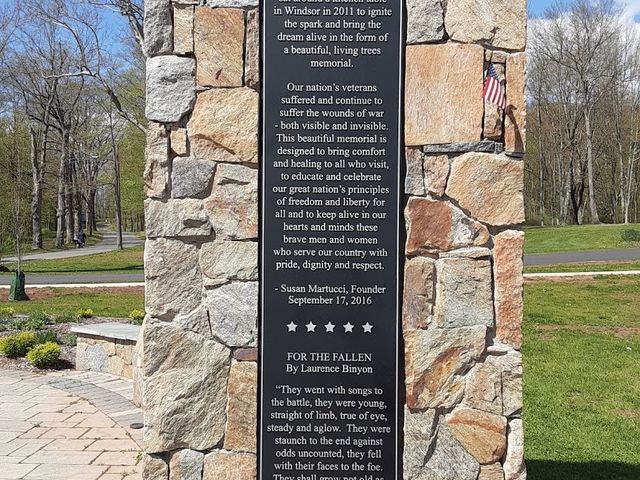 in Windsor in 2011 to ignite
the spark and bring the
dream alive in the form of
a beautiful, living trees
memorial.
Our nation's veterans
suffered and continue to
suffer the wounds of war
- both visible and invisible.
This beautiful memorial is
designed to bring comfort
and healing to all who visit,
to educate and celebrate
our great nation's principles
of freedom and liberty for
all and to keep alive in our
hearts and minds these
brave men and women
who serve our country with
pride, dignity and respect.
- Susan Martucci, Founder
September 17, 2016
FOR THE FALLEN
By Laurence Binyon
"They went with songs to
the battle, they were young,
straight of limb, true of eye,
steady and aglow. They were
staunch to the end against
odds uncounted, they fell
with their faces to the foe.
They shall grow not old as